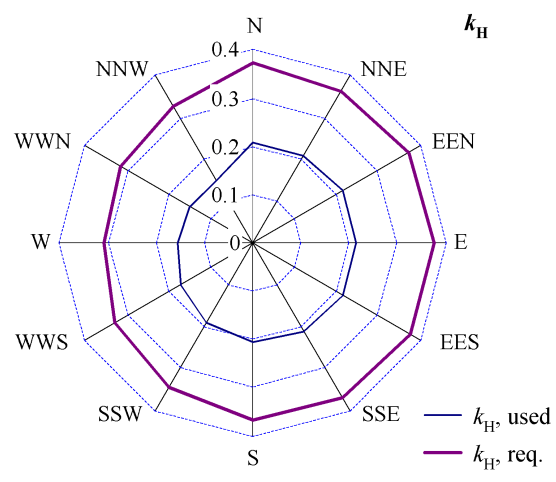 N
k_H
0.4
NNW
NNE
0.3
WWN
EEN
0.2
0.1
W
0
E
WWS
EES
SSW
SSE
k_H, used
S
k_H, req.